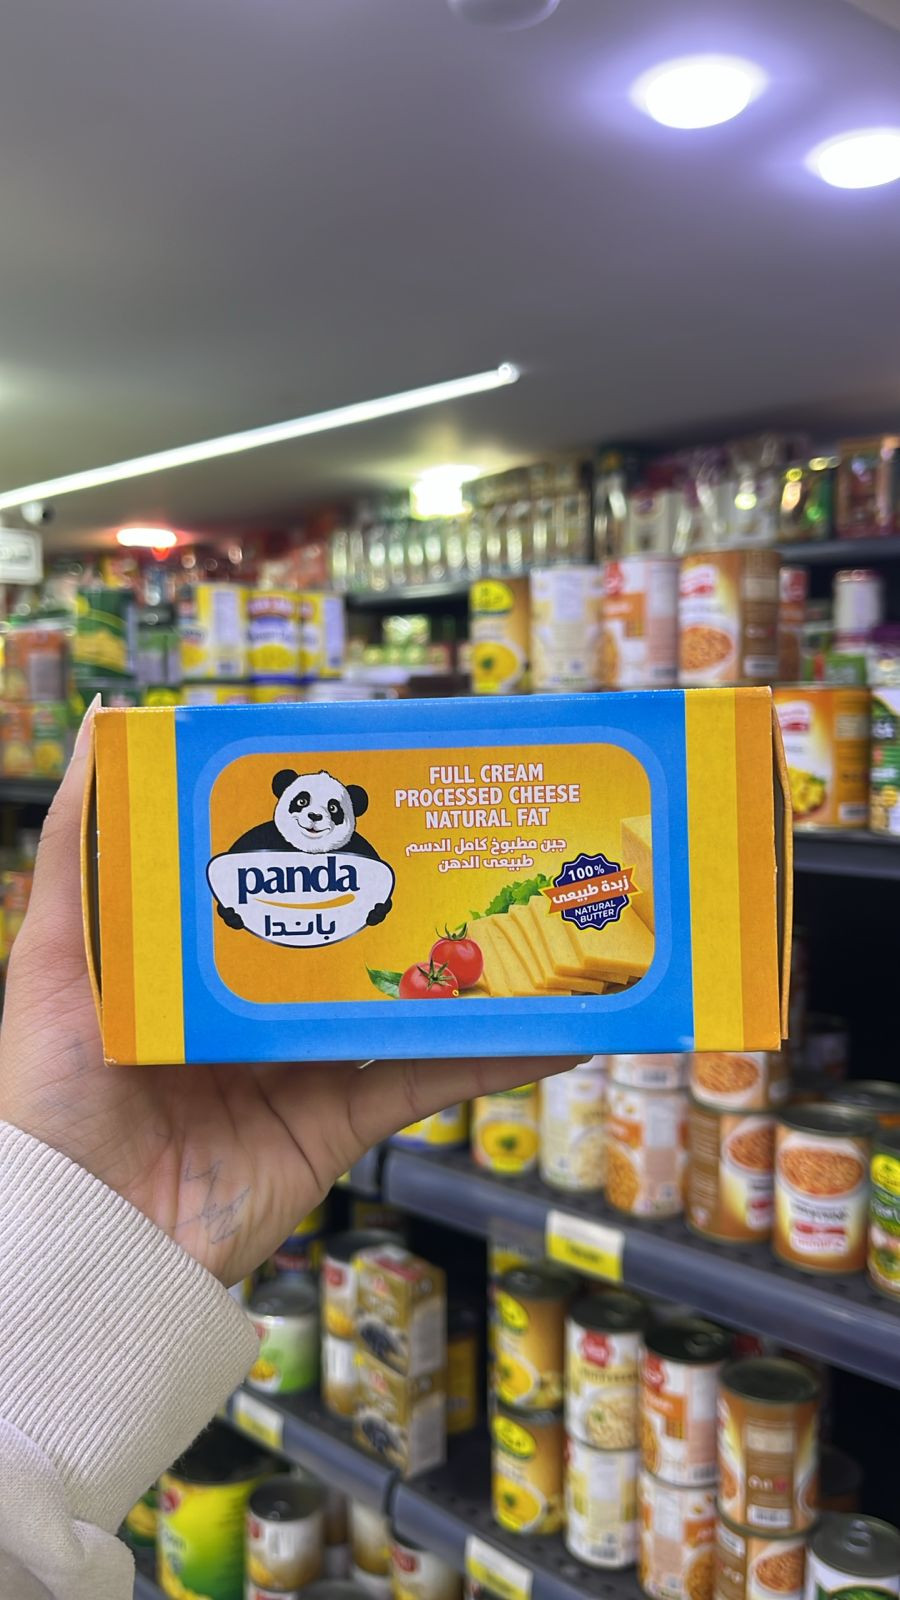 panda
باندا
FULL CREAM
PROCESSED CHEESE
NATURAL FAT
جبن مطبوخ كامل الدسم
طبيعى الدهن
100%
زبدة طبيعى
NATURAL
BUTTER